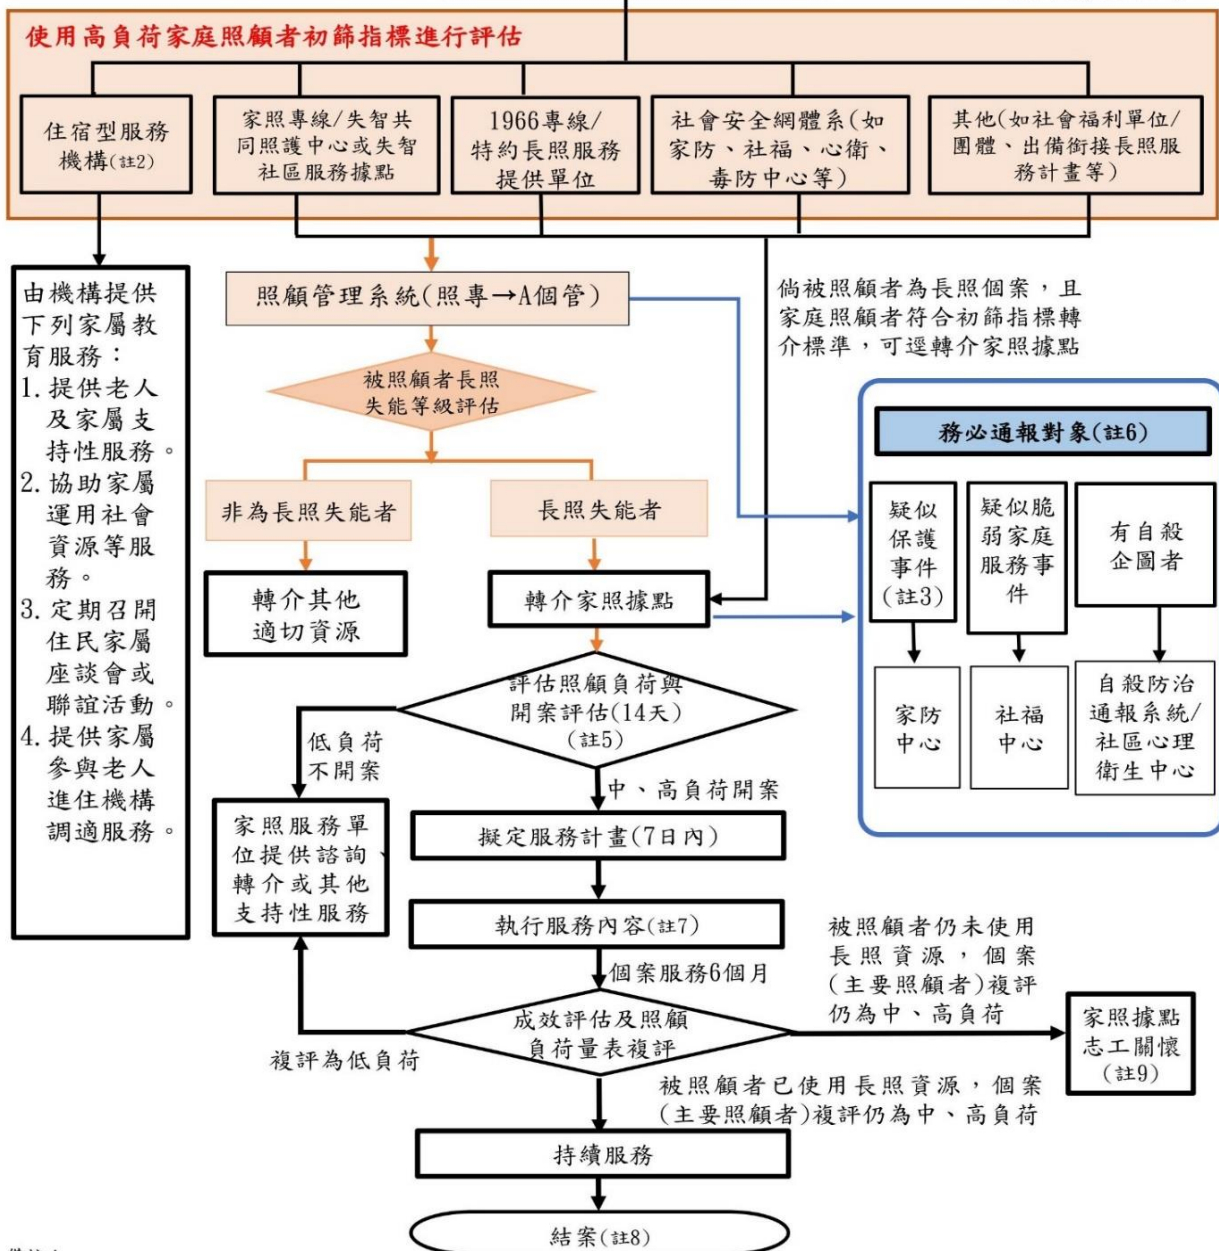 使用高負荷家庭照顧者初篩指標進行評估
住宿型服務
機構(註2)
家照專線/失智共
同照護中心或失智
社區服務據點
1966專線/
特約長照服務
提供單位
社會安全網體系(如
家防、社福、心衛、
毒防中心等)
其他(如社會福利單位/
團體、出備銜接長照服
務計畫等)
由機構提供
下列家屬教
育服務：
1.提供老人
及家屬支
持性服務。
2.協助家屬
運用社會
資源等服
務。
3.定期召開
住民家屬
座談會或
聯誼活動。
4.提供家屬
參與老人
進住機構
調適服務。
照顧管理系統(照專→A個管)
倘被照顧者為長照個案，且
家庭照顧者符合初篩指標轉
介標準，可逕轉介家照據點
被照顧者長照
失能等級評估
非為長照失能者
長照失能者
轉介其他
適切資源
轉介家照據點
務必通報對象(註6)
疑似
保護
事件
(註3)
疑似脆
弱家庭
服務事
件
有自殺
企圖者
家防
中心
社福
中心
自殺防治
通報系統/
社區心理
衛生中心
評估照顧負荷與
開案評估(14天)
(註5)
低負荷
不開案
中、高負荷開案
家照服務單
位提供諮詢、
轉介或其他
支持性服務
擬定服務計畫(7日內)
執行服務內容(註7)
個案服務6個月
成效評估及照顧
負荷量表複評
複評為低負荷
被照顧者仍未使用
長照資源，個案
(主要照顧者)複評
仍為中、高負荷
家照據點
志工關懷
(註9)
被照顧者已使用長照資源，個案
(主要照顧者)複評仍為中、高負荷
持續服務
結案(註8)